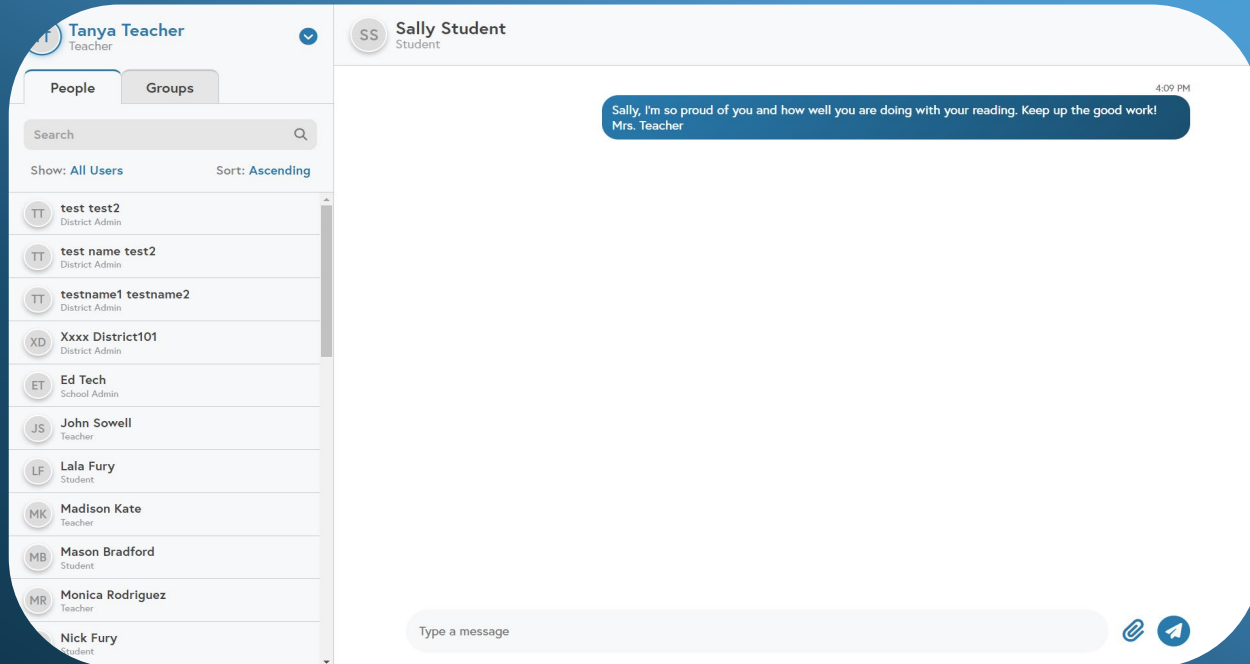 Tanya Teacher
Teacher
People Groups
Search
Show: All Users Sort: Ascending
TT test test2
District Admin
TT test name test2
District Admin
TT testname1 testname2
District Admin
XD Xxxx District101
District Admin
ET Ed Tech
School Admin
JS John Sowell
Teacher
LF Lala Fury
Student
MK Madison Kate
Teacher
MB Mason Bradford
Student
MR Monica Rodriguez
Teacher
Nick Fury
Student
SS Sally Student
Student
4:09 PM
Sally, I'm so proud of you and how well you are doing with your reading. Keep up the good work!
Mrs. Teacher
Type a message